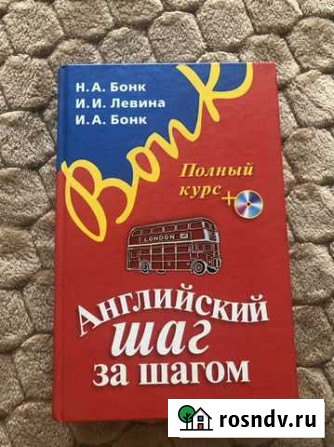 Н. А. Бонк
И. И. Левина
И. А. Бонк
Bonk
Полный
курс+
LONDON
Английский
шаг
за шагом
rosndv.ru